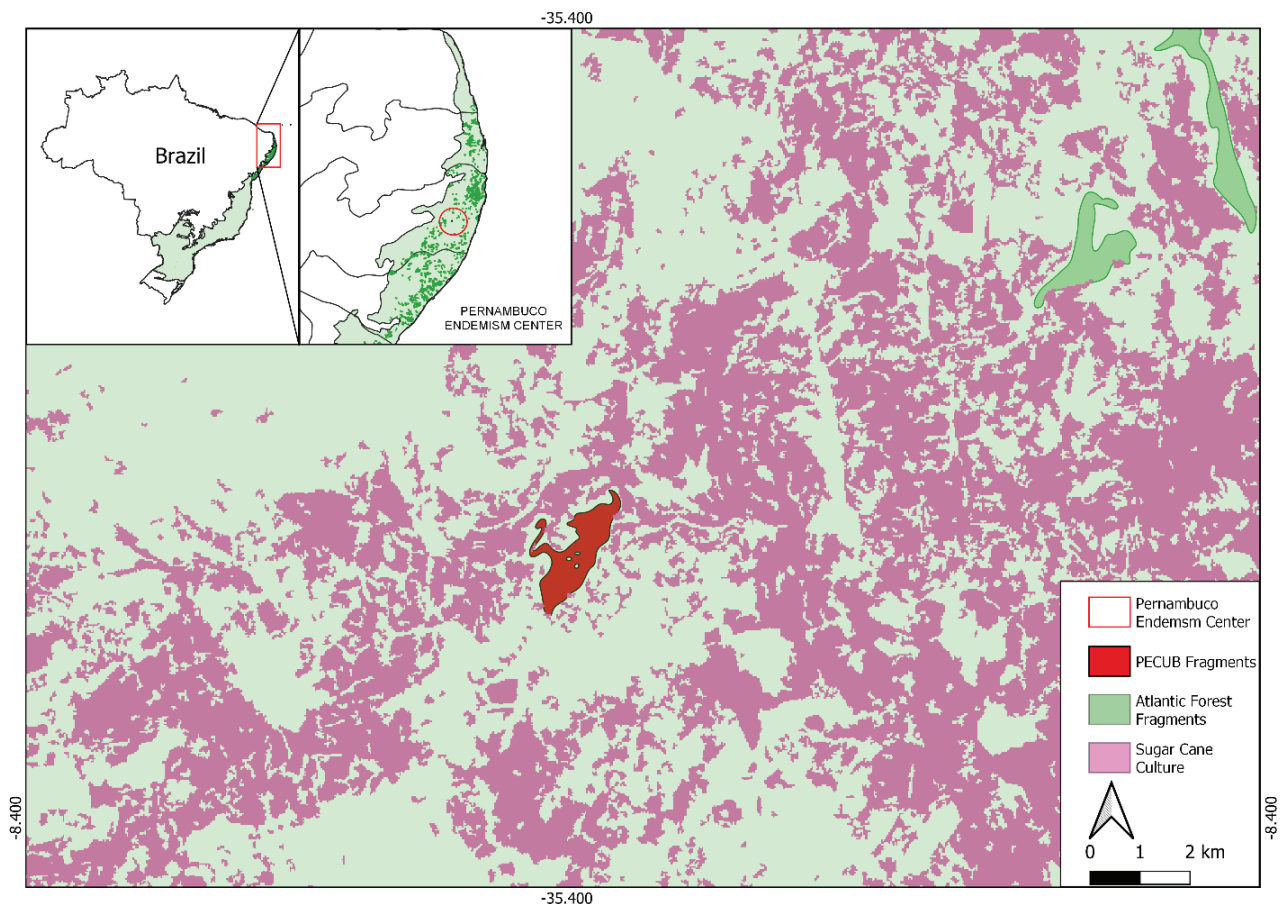 -35.400
Brazil
PERNAMBUCO
ENDEMISM CENTER
Pernambuco
Endemsm Center
PECUB Fragments
Atlantic Forest
Fragments
Sugar Cane
Culture
0 1 2 km
-8.400
-8.400
-35.400